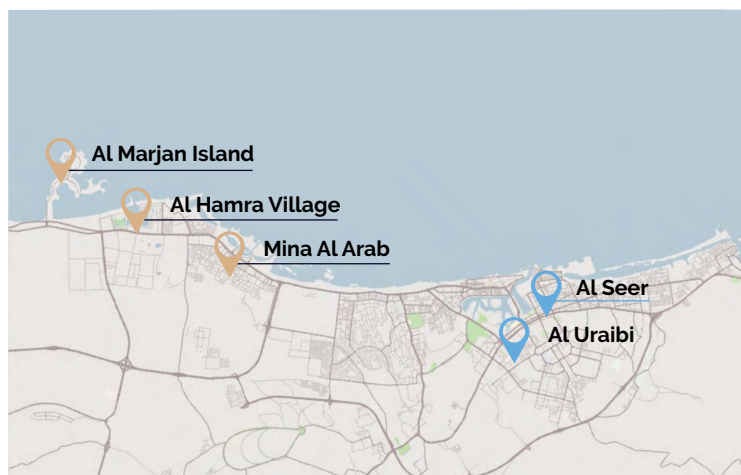 Al Marjan Island
Al Hamra Village
Mina Al Arab
Al Seer
Al Uraibi